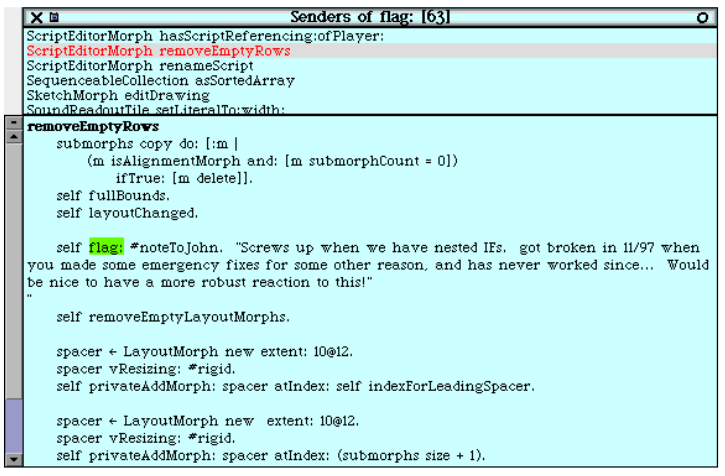 Senders of flag: [63]
ScriptEditorMorph hasScriptReferencing:ofPlayer:
ScriptEditorMorph removeEmptyRows
ScriptEditorMorph renameScript
SequenceableCollection asSortedArray
SketchMorph editDrawing
SoundReadoutTile setLiteralTo:width:
removeEmptyRows
submorphs copy do: [:m |
(m isAlignmentMorph and: [m submorphCount = 0])
ifTrue: [m delete]].
self fullBounds.
self layoutChanged.
self flag: #noteToJohn. "Screws up when we have nested IFs. got broken in 11/97 when
you made some emergency fixes for some other reason, and has never worked since... Would
be nice to have a more robust reaction to this!"
"
self removeEmptyLayoutMorphs.
spacer ← LayoutMorph new extent: 10@12.
spacer vResizing: #rigid.
self privateAddMorph: spacer atIndex: self indexForLeadingSpacer.
spacer ← LayoutMorph new  extent: 10@12.
spacer vResizing: #rigid.
self privateAddMorph: spacer atIndex: (submorphs size + 1).